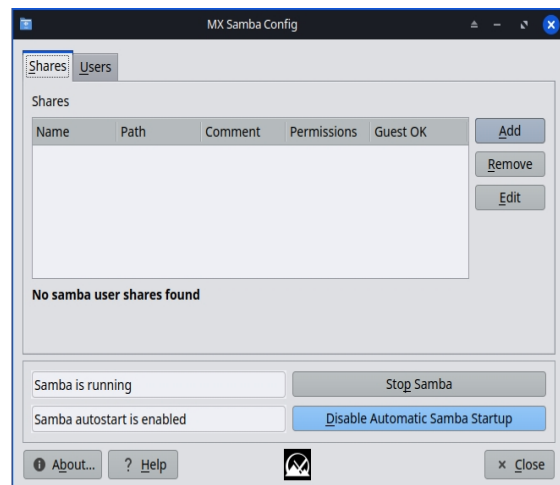 MX Samba Config
Shares Users
Shares
Name Path Comment Permissions Guest OK
Add
Remove
Edit
No samba user shares found
Samba is running Stop Samba
Samba autostart is enabled Disable Automatic Samba Startup
About... ? Help × Close